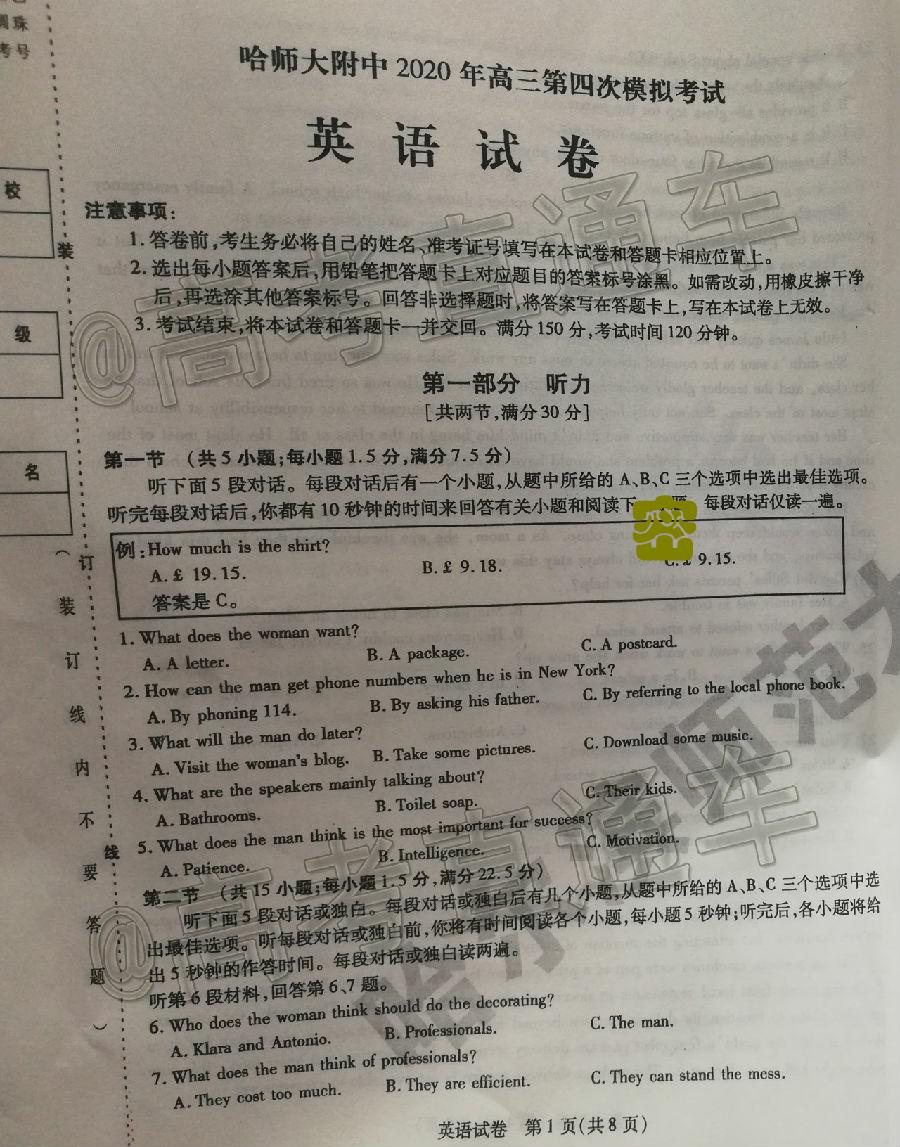 哈师大附中 2020 年高三第四次模拟考试
英 语 试 卷
注意事项:
1. 答卷前,考生务必将自己的姓名、准考证号填写在本试卷和答题卡相应位置上。
2. 选出每小题答案后,用铅笔把答题卡上对应题目的答案标号涂黑。如需改动,用橡皮擦干净
后,再选涂其他答案标号。回答非选择题时,将答案写在答题卡上,写在本试卷上无效。
3. 考试结束,将本试卷和答题卡一并交回。满分 150 分,考试时间 120 分钟。
第一部分 听力
[共两节,满分 30 分]
第一节 (共 5 小题;每小题 1.5 分,满分 7.5 分)
听下面 5 段对话。每段对话后有一个小题,从题中所给的 A、B、C 三个选项中选出最佳选项。
听完每段对话后,你都有 10 秒钟的时间来回答有关小题和阅读下 题。每段对话仅读一遍。
例:How much is the shirt?
A. £ 19.15. B. £ 9.18. C. £ 9.15.
答案是 C。
1. What does the woman want?
A. A letter. B. A package. C. A postcard.
2. How can the man get phone numbers when he is in New York?
A. By phoning 114. B. By asking his father. C. By referring to the local phone book.
3. What will the man do later?
A. Visit the woman's blog. B. Take some pictures. C. Download some music.
4. What are the speakers mainly talking about?
A. Bathrooms. B. Toilet soap. C. Their kids.
5. What does the man think is the most important for success?
A. Patience. B. Intelligence. C. Motivation.
第二节 (共 15 小题;每小题 1.5 分,满分 22.5 分)
听下面 5 段对话或独白。每段对话或独白后有几个小题,从题中所给的 A、B、C 三个选项中选
出最佳选项。听每段对话或独白前,你将有时间阅读各个小题,每小题 5 秒钟;听完后,各小题将给
出 5 秒钟的作答时间。每段对话或独白读两遍。
听第 6 段材料,回答第 6、7 题。
6. Who does the woman think should do the decorating?
A. Klara and Antonio. B. Professionals. C. The man.
7. What does the man think of professionals?
A. They cost too much. B. They are efficient. C. They can stand the mess.
英语试卷 第 1 页(共 8 页)
校
级
名
考号
装
订
线
(装订线内不要答题)
@高考直通车
@高考直通车
哈尔滨师范大